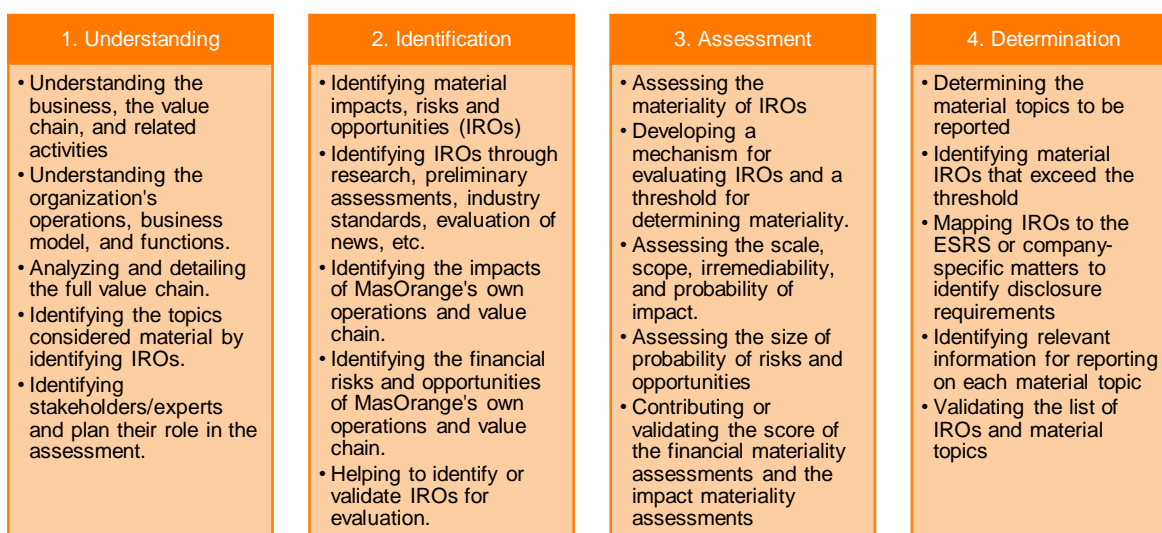 1. Understanding
• Understanding the
business, the value
chain, and related
activities
• Understanding the
organization's
operations, business
model, and functions.
• Analyzing and detailing
the full value chain.
• Identifying the topics
considered material by
identifying IROs.
• Identifying
stakeholders/experts
and plan their role in the
assessment.
2. Identification
• Identifying material
impacts, risks and
opportunities (IROs)
• Identifying IROs through
research, preliminary
assessments, industry
standards, evaluation of
news, etc.
• Identifying the impacts
of MasOrange's own
operations and value
chain.
• Identifying the financial
risks and opportunities
of MasOrange's own
operations and value
chain.
• Helping to identify or
validate IROs for
evaluation.
3. Assessment
• Assessing the
materiality of IROs
• Developing a
mechanism for
evaluating IROs and a
threshold for
determining materiality.
• Assessing the scale,
scope, irremediability,
and probability of
impact.
• Assessing the size of
probability of risks and
opportunities
• Contributing or
validating the score of
the financial materiality
assessments and the
impact materiality
assessments
4. Determination
• Determining the
material topics to be
reported
• Identifying material
IROs that exceed the
threshold
• Mapping IROs to the
ESRS or company-
specific matters to
identify disclosure
requirements
• Identifying relevant
information for reporting
on each material topic
• Validating the list of
IROs and material
topics